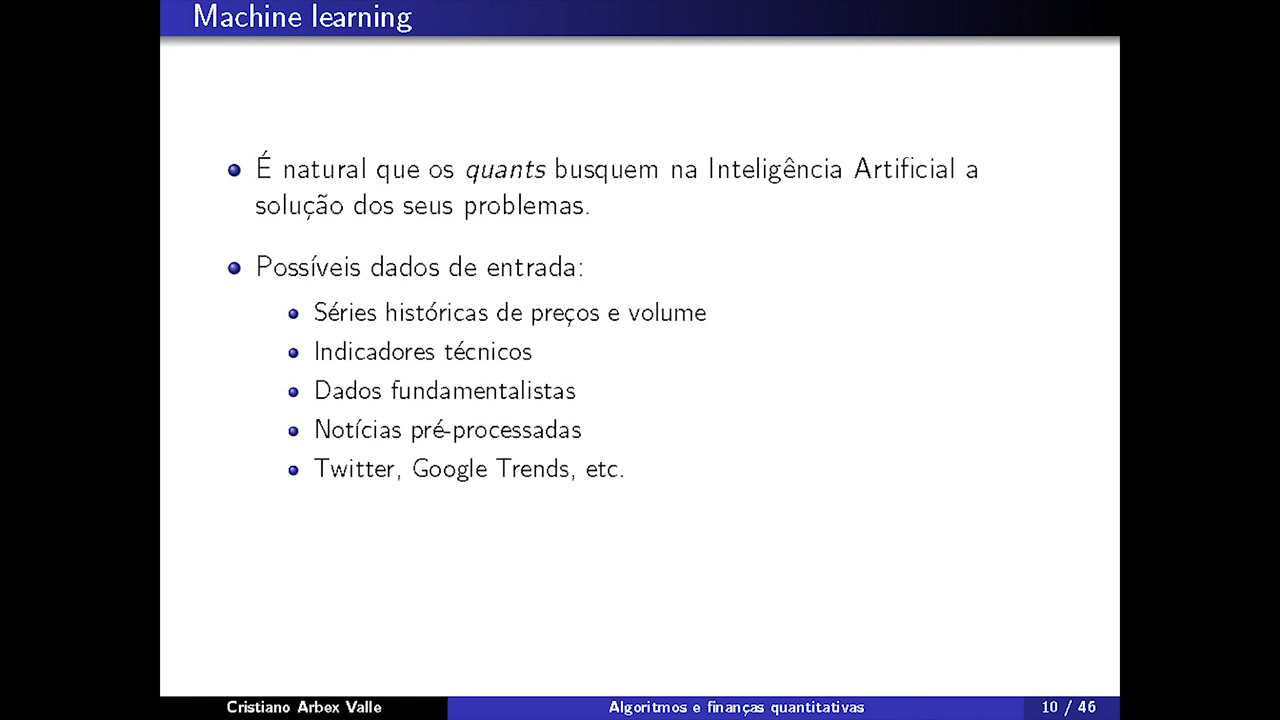 Machine learning
É natural que os quants busquem na Inteligência Artificial a
solução dos seus problemas.
Possíveis dados de entrada:
Séries históricas de preços e volume
Indicadores técnicos
Dados fundamentalistas
Notícias pré-processadas
Twitter, Google Trends, etc.
Cristiano Arbex Valle
Algoritmos e finanças quantitativas
10 / 46